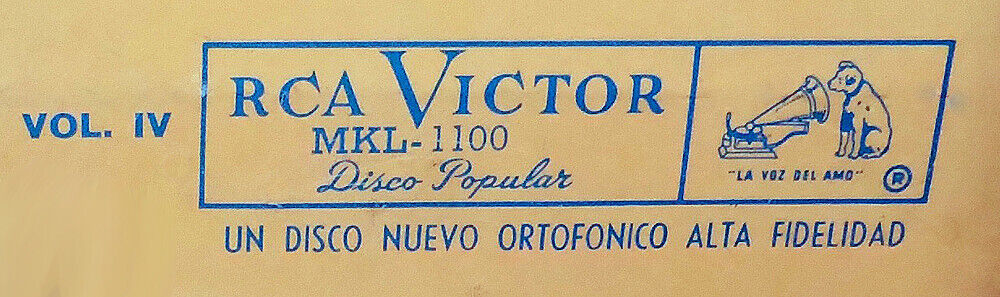 VOL. IV
RCA VICTOR
MKL-1100
Disco Popular
"LA VOZ DEL AMO" ®
UN DISCO NUEVO ORTOFONICO ALTA FIDELIDAD